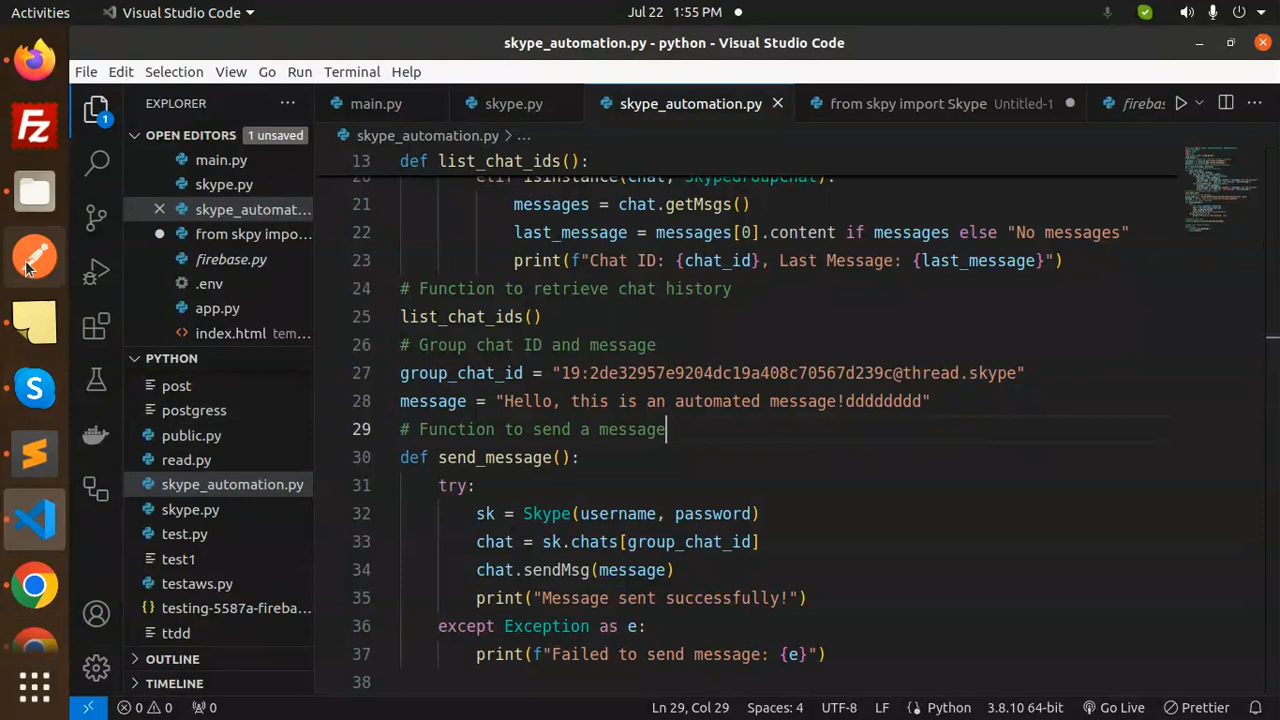 Activities
Visual Studio Code
Jul 22 1:55 PM
skype_automation.py - python - Visual Studio Code
File Edit Selection View Go Run Terminal Help
EXPLORER
main.py
skype.py
skype_automation.py
from skpy import Skype Untitled-1
firebas
OPEN EDITORS
1 unsaved
skype_automation.py > ...
main.py
skype.py
skype_automat...
from skpy impo...
firebase.py
.env
app.py
index.html tem...
PYTHON
post
postgress
public.py
read.py
skype_automation.py
skype.py
test.py
test1
testaws.py
testing-5587a-fireba...
ttdd
OUTLINE
TIMELINE
1
13 def list_chat_ids():
20 elif isinstance(chat, SkypeGroupChat):
21 messages = chat.getMsgs()
22 last_message = messages[0].content if messages else "No messages"
23 print(f"Chat ID: {chat_id}, Last Message: {last_message}")
24 # Function to retrieve chat history
25 list_chat_ids()
26 # Group chat ID and message
27 group_chat_id = "19:2de32957e9204dc19a408c70567d239c@thread.skype"
28 message = "Hello, this is an automated message!dddddddd"
29 # Function to send a message
30 def send_message():
31 try:
32 sk = Skype(username, password)
33 chat = sk.chats[group_chat_id]
34 chat.sendMsg(message)
35 print("Message sent successfully!")
36 except Exception as e:
37 print(f"Failed to send message: {e}")
38
0 0 0
Ln 29, Col 29
Spaces: 4
UTF-8
LF
Python
3.8.10 64-bit
Go Live
Prettier